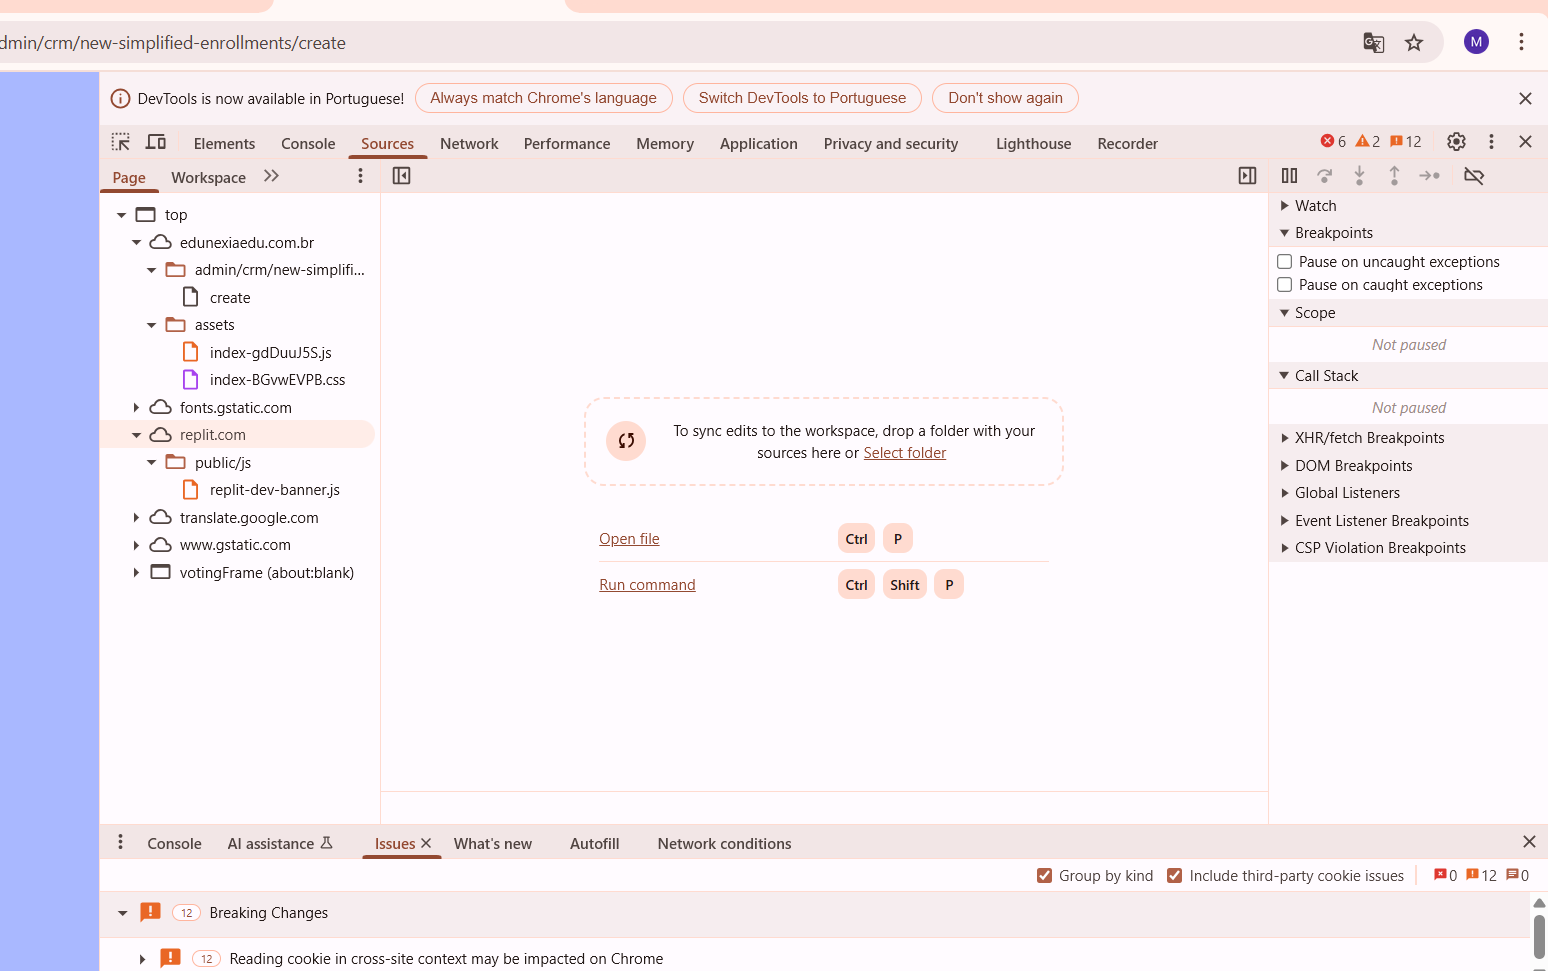 dmin/crm/new-simplified-enrollments/create
M
DevTools is now available in Portuguese!
Always match Chrome's language
Switch DevTools to Portuguese
Don't show again
Elements
Console
Sources
Network
Performance
Memory
Application
Privacy and security
Lighthouse
Recorder
6
2
12
Page
Workspace
top
edunexiaedu.com.br
admin/crm/new-simplifi...
create
assets
index-gdDuuJ5S.js
index-BGvwEVPB.css
fonts.gstatic.com
replit.com
public/js
replit-dev-banner.js
translate.google.com
www.gstatic.com
votingFrame (about:blank)
To sync edits to the workspace, drop a folder with your
sources here or Select folder
Open file
Ctrl P
Run command
Ctrl Shift P
Watch
Breakpoints
Pause on uncaught exceptions
Pause on caught exceptions
Scope
Not paused
Call Stack
Not paused
XHR/fetch Breakpoints
DOM Breakpoints
Global Listeners
Event Listener Breakpoints
CSP Violation Breakpoints
Console
AI assistance
Issues
What's new
Autofill
Network conditions
Group by kind
Include third-party cookie issues
0
12
0
12
Breaking Changes
12
Reading cookie in cross-site context may be impacted on Chrome